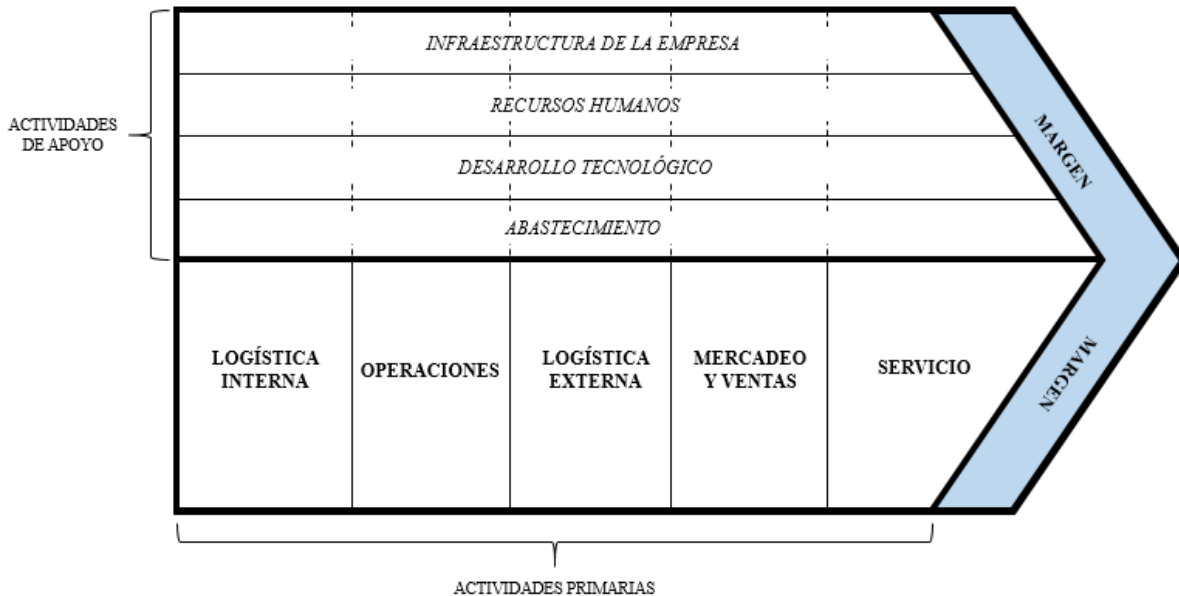 INFRAESTRUCTURA DE LA EMPRESA
RECURSOS HUMANOS
ACTIVIDADES
DE APOYO
DESARROLLO TECNOLÓGICO
ABASTECIMIENTO
MARGEN
LOGÍSTICA
INTERNA
OPERACIONES
LOGÍSTICA
EXTERNA
MERCADEO
Y VENTAS
SERVICIO
MARGEN
ACTIVIDADES PRIMARIAS